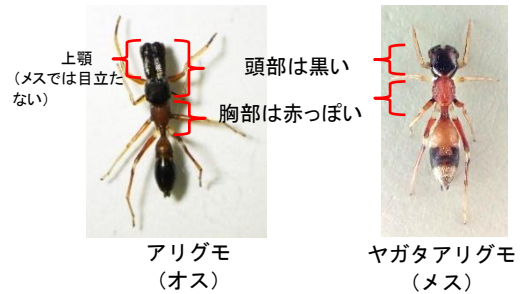 上顎
(メスでは目立た
ない)
頭部は黒い
胸部は赤っぽい
アリグモ
(オス)
ヤガタアリグモ
(メス)